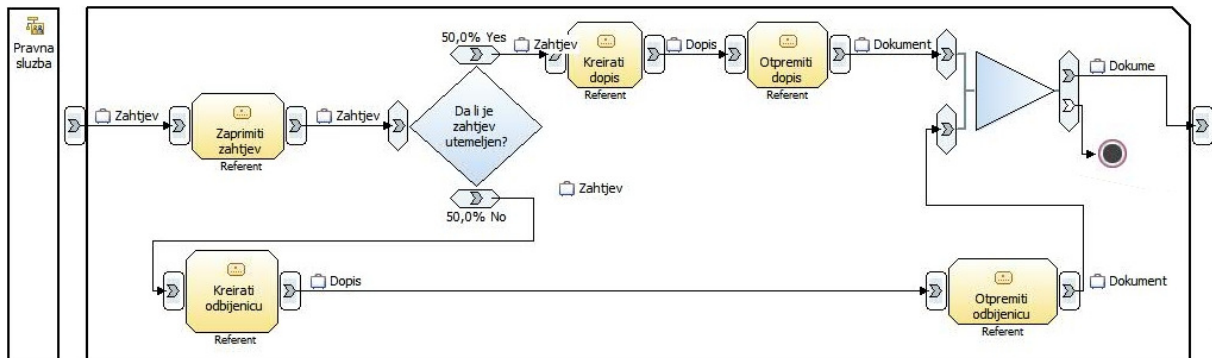 Pravna
sluzba
Zahtjev
Zaprimiti
zahtjev
Referent
Zahtjev
50,0% Yes
Da li je
zahtjev
utemeljen?
50,0% No
Zahtjev
Kreirati
dopis
Referent
Dopis
Otpremiti
dopis
Referent
Dokument
Dokume
Zahtjev
Kreirati
odbijenicu
Referent
Dopis
Otpremiti
odbijenicu
Referent
Dokument